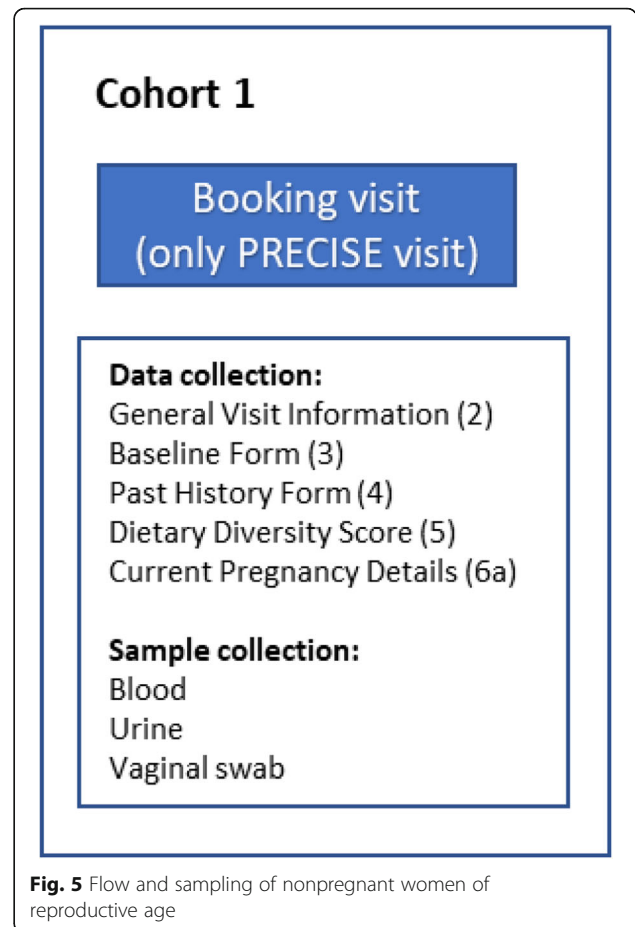 Cohort 1
Booking visit
(only PRECISE visit)
Data collection:
General Visit Information (2)
Baseline Form (3)
Past History Form (4)
Dietary Diversity Score (5)
Current Pregnancy Details (6a)
Sample collection:
Blood
Urine
Vaginal swab
Fig. 5 Flow and sampling of nonpregnant women of
reproductive age